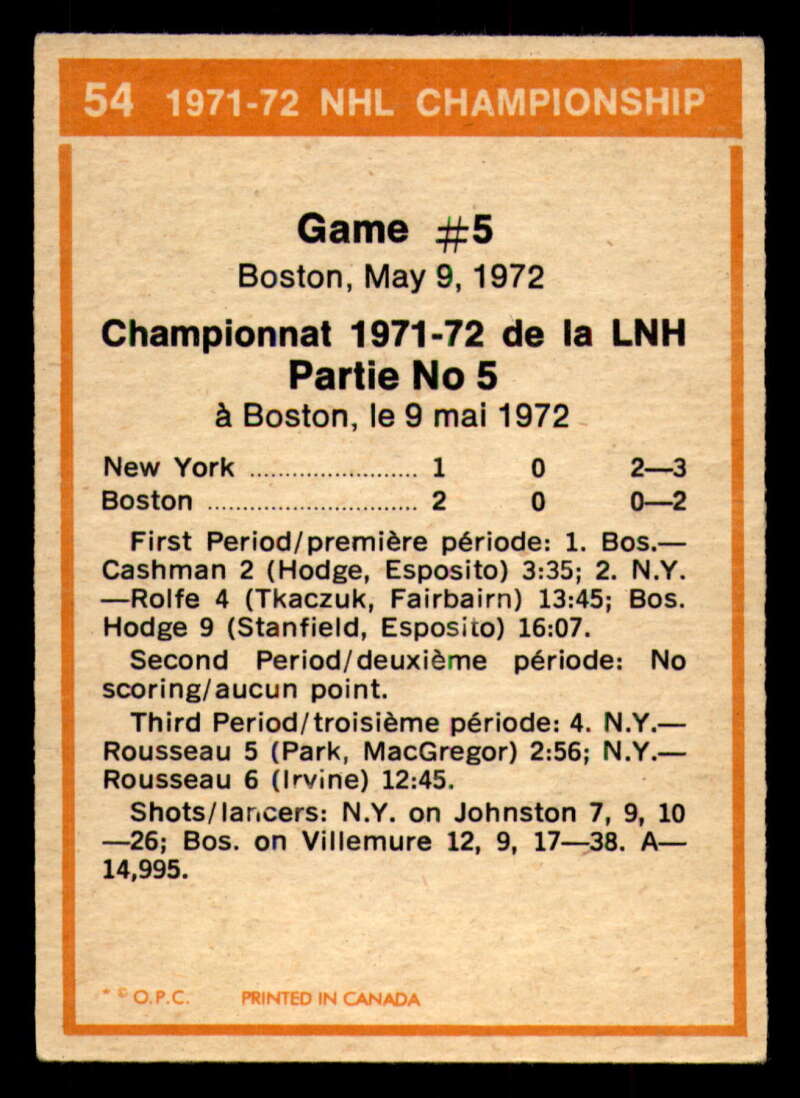 54 1971-72 NHL CHAMPIONSHIP
Game #5
Boston, May 9, 1972
Championnat 1971-72 de la LNH
Partie No 5
à Boston, le 9 mai 1972
New York ........................ 1 0 2—3
Boston ............................. 2 0 0—2
First Period/première période: 1. Bos.—
Cashman 2 (Hodge, Esposito) 3:35; 2. N.Y.
—Rolfe 4 (Tkaczuk, Fairbairn) 13:45; Bos.
Hodge 9 (Stanfield, Esposito) 16:07.
Second Period/deuxième période: No
scoring/aucun point.
Third Period/troisième période: 4. N.Y.—
Rousseau 5 (Park, MacGregor) 2:56; N.Y.—
Rousseau 6 (Irvine) 12:45.
Shots/lancers: N.Y. on Johnston 7, 9, 10
—26; Bos. on Villemure 12, 9, 17—38. A—
14,995.
* © O.P.C. PRINTED IN CANADA